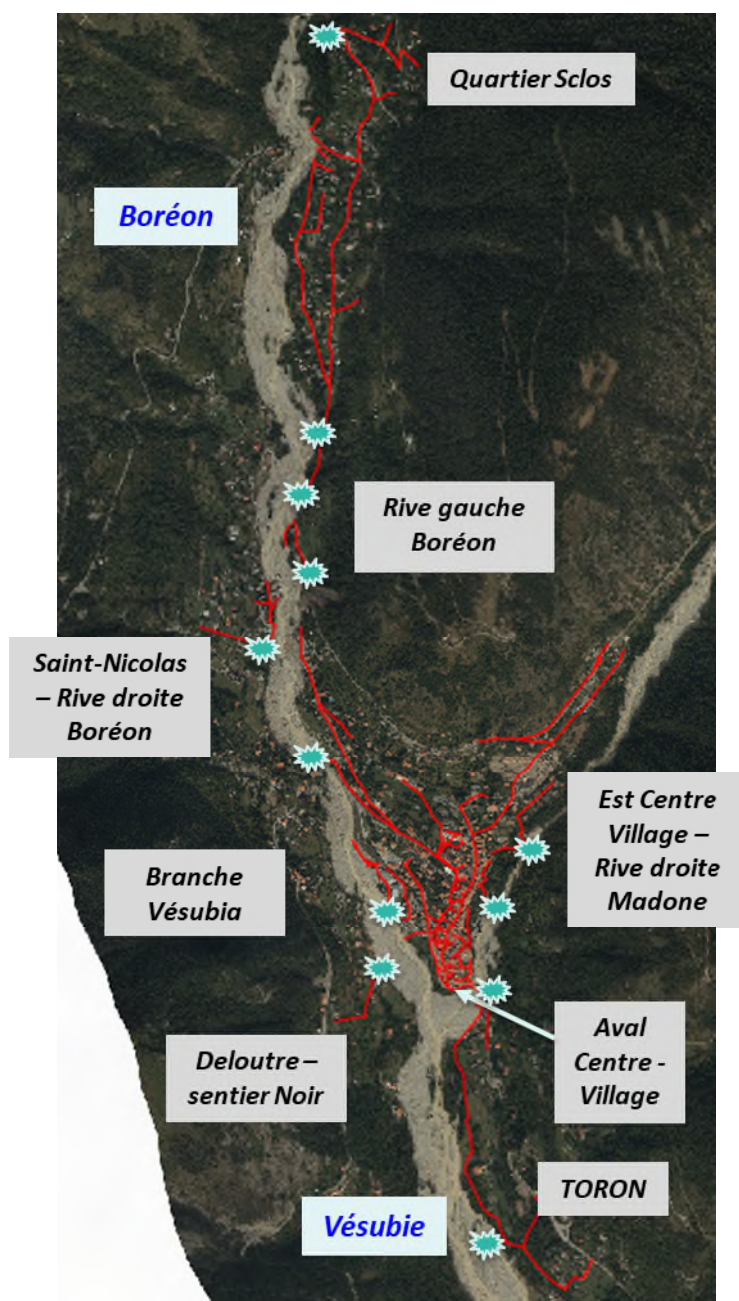 Quartier Sclos
Boréon
Rive gauche
Boréon
Saint-Nicolas
– Rive droite
Boréon
Est Centre
Village –
Rive droite
Madone
Branche
Vésubia
Aval
Centre -
Village
Deloutre –
sentier Noir
TORON
Vésubie